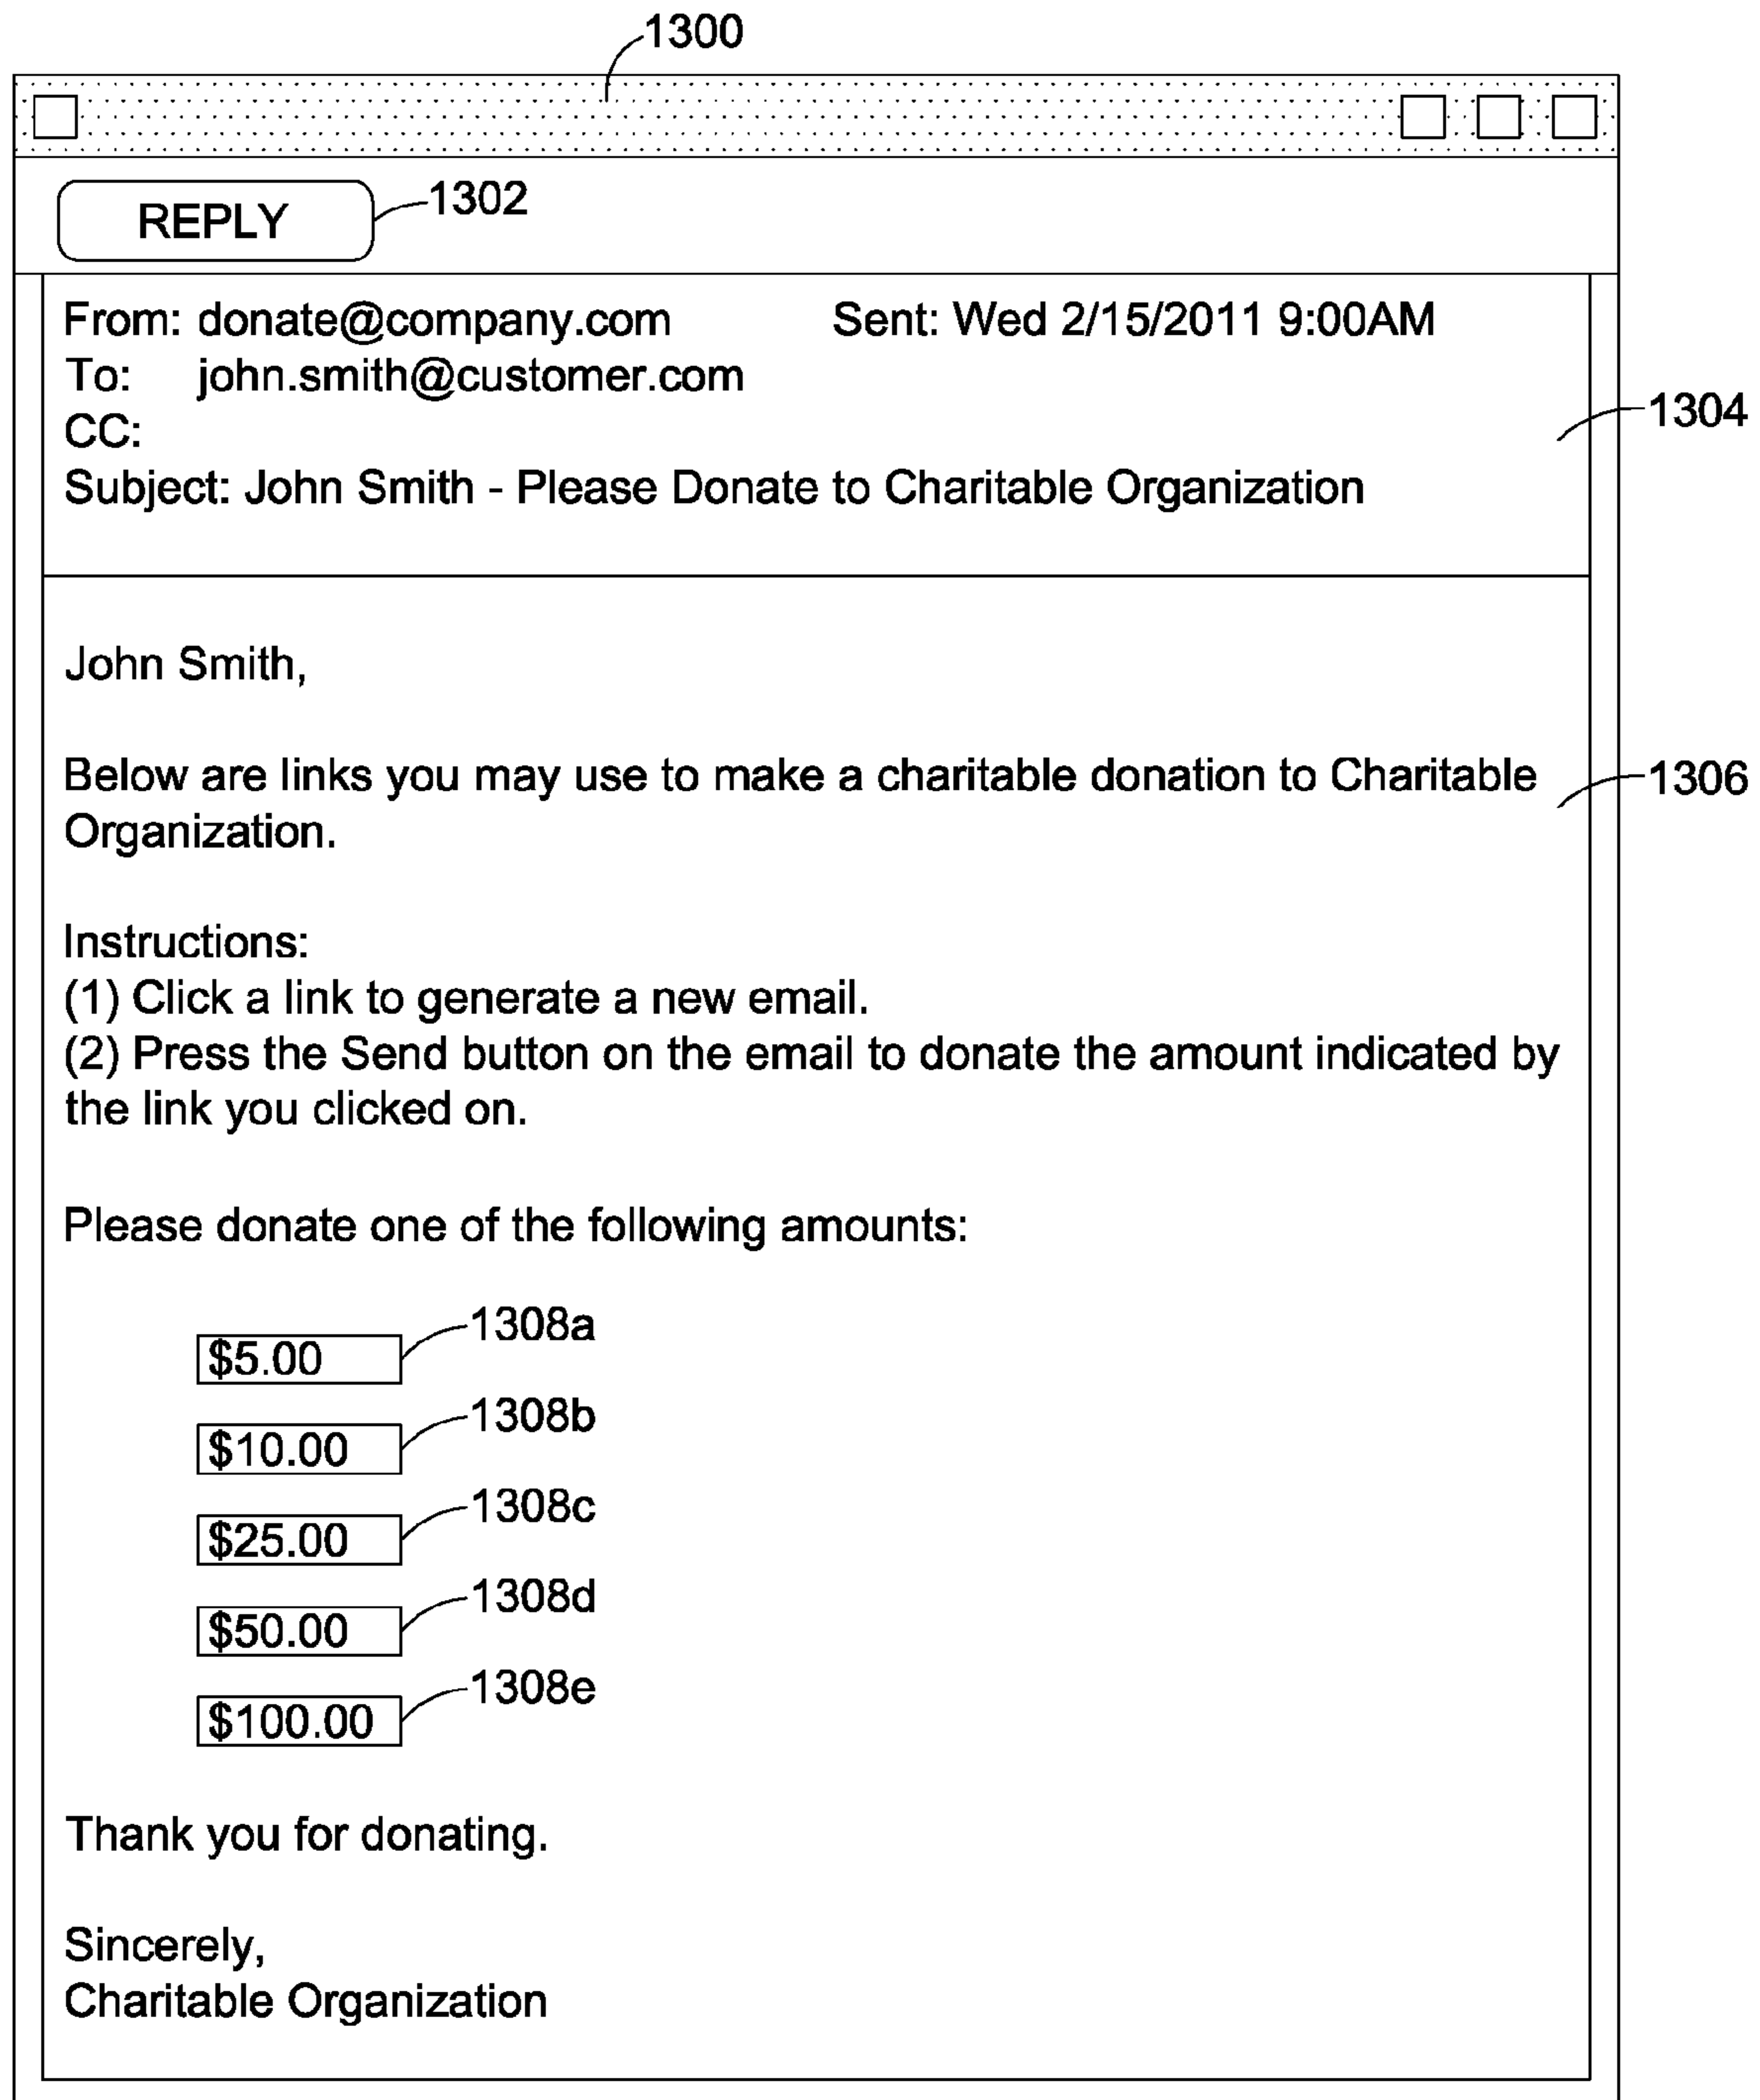 1300
REPLY 1302
From: donate@company.com Sent: Wed 2/15/2011 9:00AM
To: john.smith@customer.com
CC:
1304
Subject: John Smith - Please Donate to Charitable Organization
John Smith,
Below are links you may use to make a charitable donation to Charitable
1306
Organization.
Instructions:
(1) Click a link to generate a new email.
(2) Press the Send button on the email to donate the amount indicated by
the link you clicked on.
Please donate one of the following amounts:
1308a
$5.00
1308b
$10.00
1308c
$25.00
1308d
$50.00
1308e
$100.00
Thank you for donating.
Sincerely,
Charitable Organization